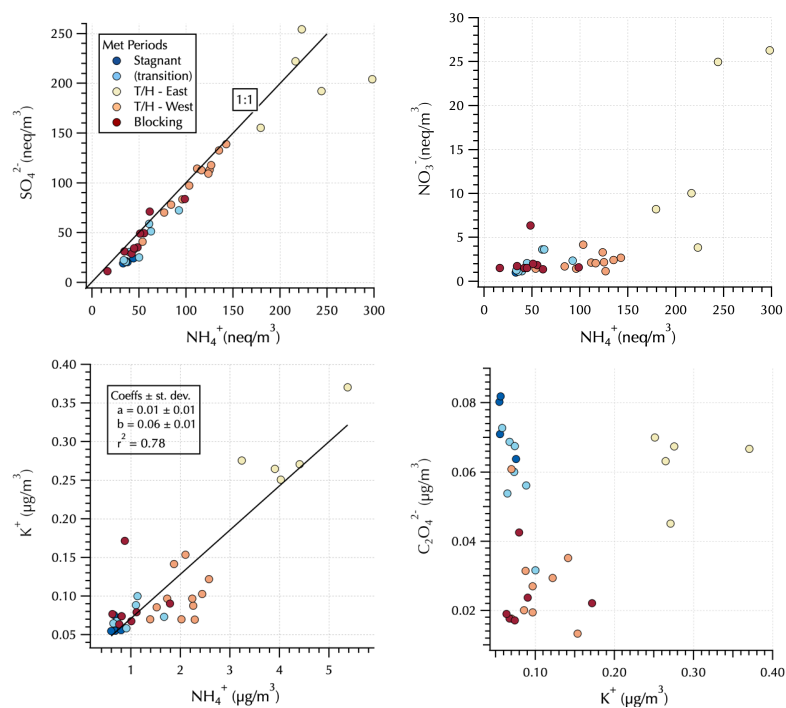 250
200
150
100
50
0
SO₄²⁻ (neq/m³)
Met Periods
Stagnant
(transition)
T/H - East
T/H - West
Blocking
1:1
0 50 100 150 200 250 300
NH₄⁺(neq/m³)
30
25
20
15
10
5
0
NO₃⁻(neq/m³)
0 50 100 150 200 250 300
NH₄⁺(neq/m³)
0.40
0.35
0.30
0.25
0.20
0.15
0.10
0.05
K⁺ (μg/m³)
Coeffs ± st. dev.
a = 0.01 ± 0.01
b = 0.06 ± 0.01
r² = 0.78
1 2 3 4 5
NH₄⁺ (μg/m³)
0.08
0.06
0.04
0.02
C₂O₄²⁻ (μg/m³)
0.10 0.20 0.30 0.40
K⁺ (μg/m³)